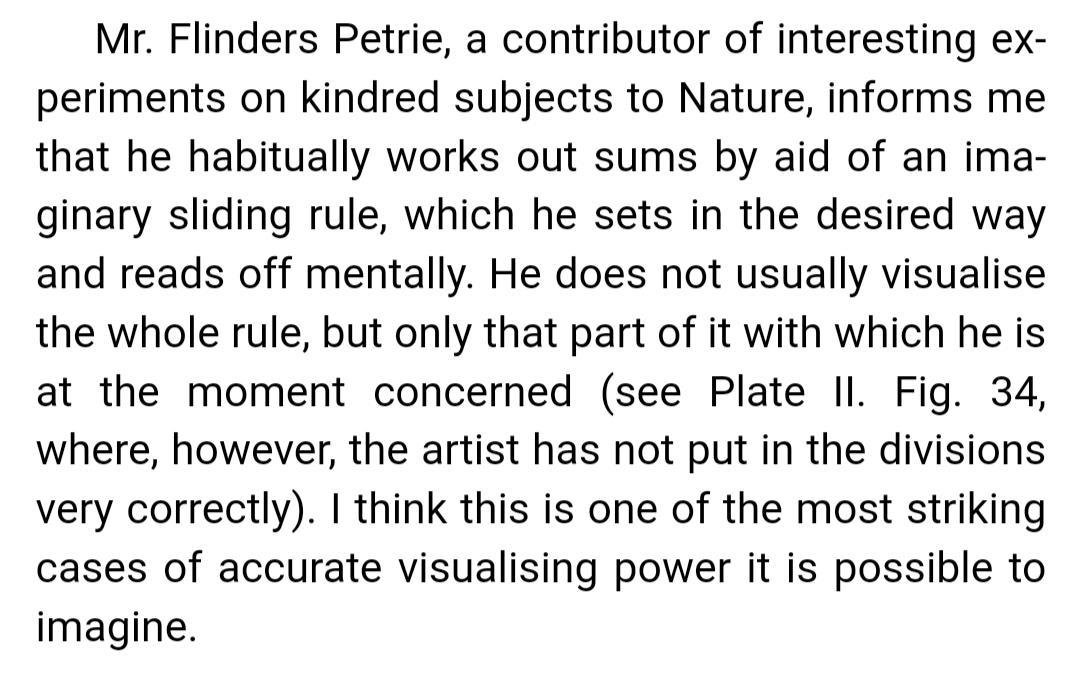 Mr. Flinders Petrie, a contributor of interesting ex-
periments on kindred subjects to Nature, informs me
that he habitually works out sums by aid of an ima-
ginary sliding rule, which he sets in the desired way
and reads off mentally. He does not usually visualise
the whole rule, but only that part of it with which he is
at the moment concerned (see Plate II. Fig. 34,
where, however, the artist has not put in the divisions
very correctly). I think this is one of the most striking
cases of accurate visualising power it is possible to
imagine.